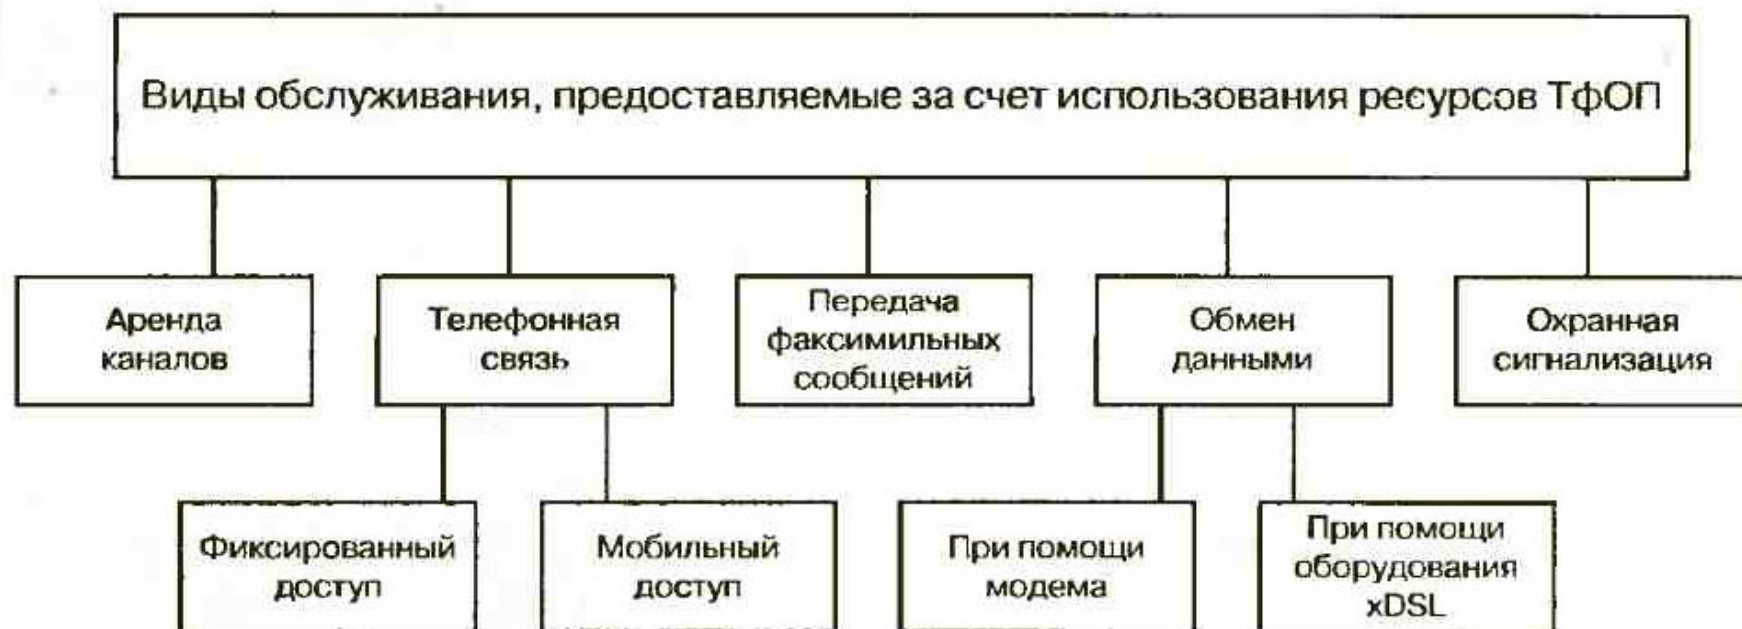 Виды обслуживания, предоставляемые за счет использования ресурсов ТфОП
Аренда
каналов
Телефонная
связь
Передача
факсимильных
сообщений
Обмен
данными
Охранная
сигнализация
Фиксированный
доступ
Мобильный
доступ
При помощи
модема
При помощи
оборудования
xDSL